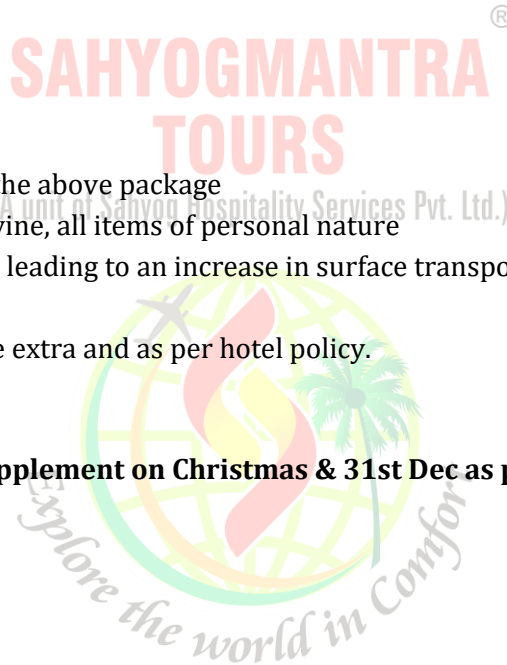 ®
SAHYOGMANTRA
TOURS
the above package
A unit of Sahyog Hospitality Services Pvt. Ltd.)
vine, all items of personal nature
leading to an increase in surface transpo
e extra and as per hotel policy.
pplement on Christmas & 31st Dec as p
Explore the world in Comfort